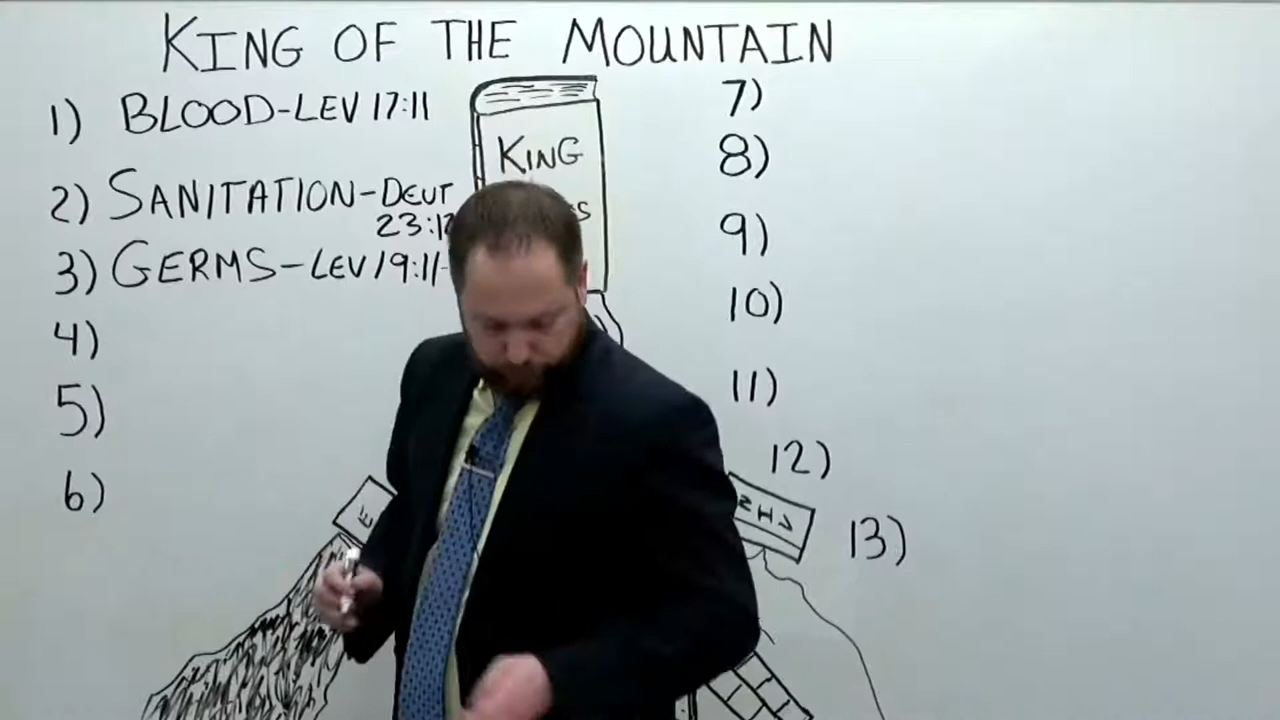 KING OF THE MOUNTAIN
1) BLOOD-LEV 17:11
2) SANITATION-DEUT
23:12
3) GERMS-LEV 19:11-
4)
5)
6)
KING
7)
8)
9)
10)
11)
12)
13)